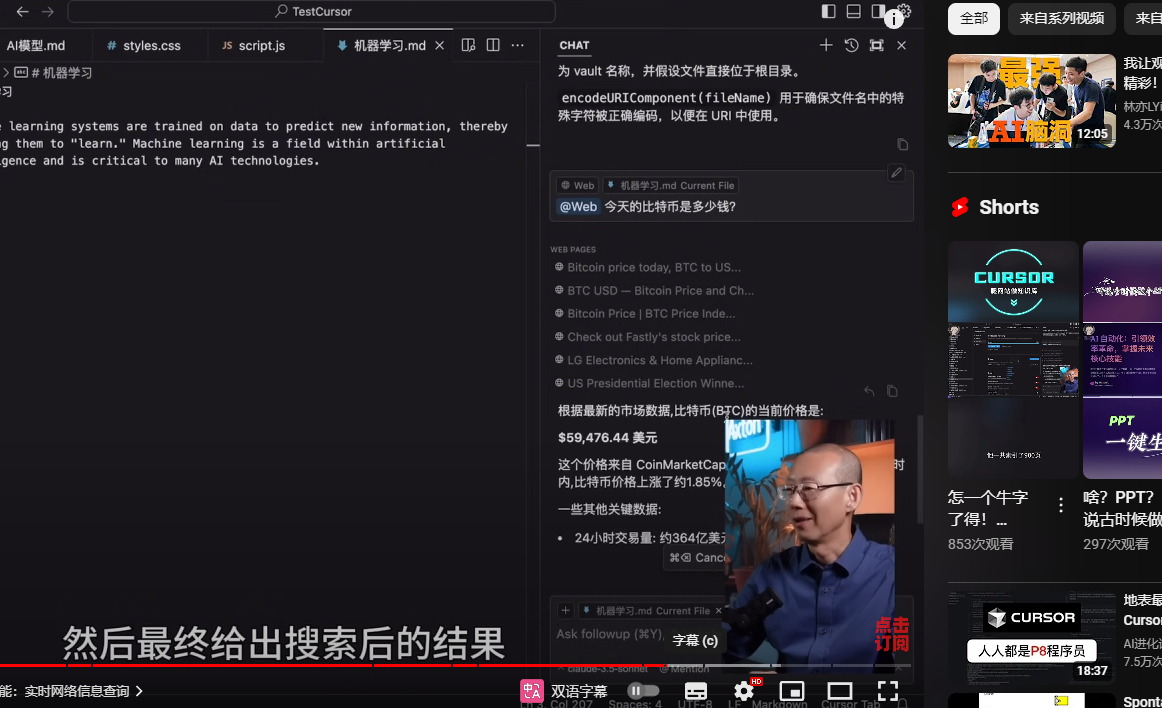 TestCursor
AI模型.md
# styles.css
JS script.js
机器学习.md
# 机器学习
习
e learning systems are trained on data to predict new information, thereby
g them to "learn." Machine learning is a field within artificial
igence and is critical to many AI technologies.
CHAT
为 vault 名称，并假设文件直接位于根目录。
encodeURIComponent(fileName) 用于确保文件名中的特
殊字符被正确编码，以便在 URI 中使用。
Web
机器学习.md Current File
@Web 今天的比特币是多少钱?
WEB PAGES
Bitcoin price today, BTC to US...
BTC USD — Bitcoin Price and Ch...
Bitcoin Price | BTC Price Inde...
Check out Fastly's stock price...
LG Electronics & Home Applianc...
US Presidential Election Winne...
根据最新的市场数据,比特币(BTC)的当前价格是:
$59,476.44 美元
这个价格来自 CoinMarketCap
时
内,比特币价格上涨了约1.85%。
一些其他关键数据:
• 24小时交易量: 约364亿美元
⌘⌫ Cance
Axton
+ 机器学习.md Current File ×
Ask followup (⌘Y),
字幕 (c)
点击
订阅
claude-3.5-sonnet @Mention
然后最终给出搜索后的结果
能：实时网络信息查询
双语字幕
HD
Col 207 Spaces: 4 UTF-8 LF Markdown Cursor Tab
全部
来自系列视频
来自
最强
AI脑洞
12:05
我让观
精彩！
林亦LYi
4.3万次
Shorts
CURSOR
他一共索引了900页
怎一个牛字
了得！...
853次观看
AI 自动化：引领效
率革命，掌握未来
核心技能
PPT
一键生
啥？PPT？
说古时候做
297次观看
CURSOR
人人都是P8程序员
18:37
地表最
Curso
AI进化
7.5万次
Sponta